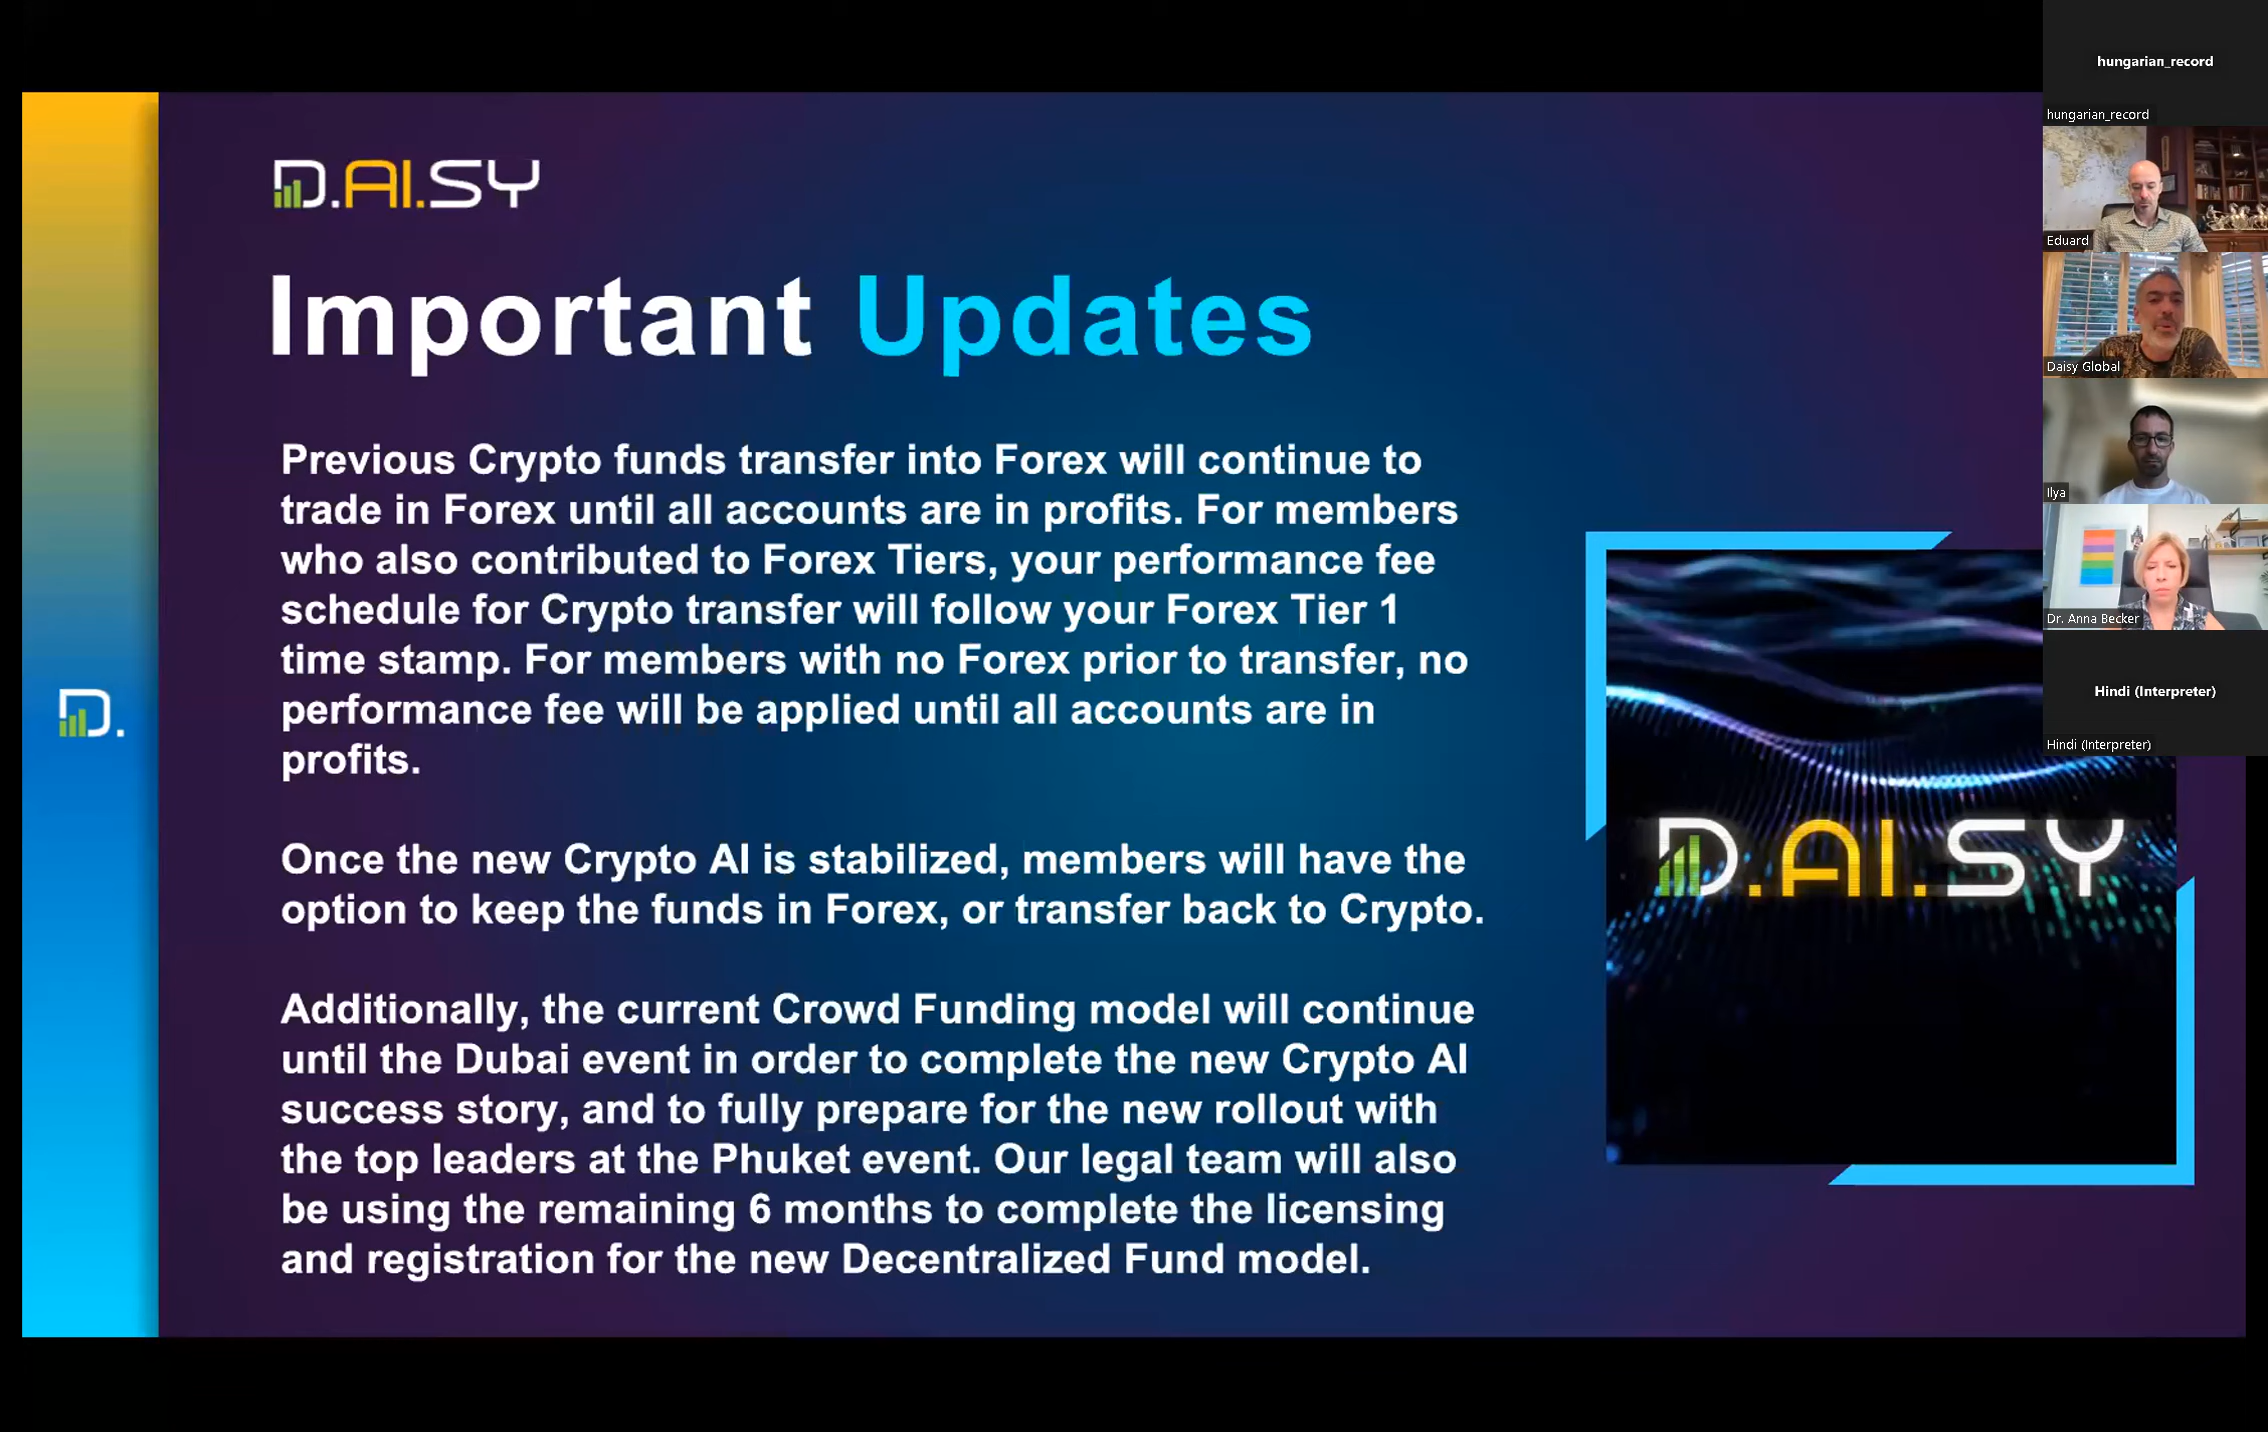 D.AI.SY
Important Updates
Previous Crypto funds transfer into Forex will continue to
trade in Forex until all accounts are in profits. For members
who also contributed to Forex Tiers, your performance fee
schedule for Crypto transfer will follow your Forex Tier 1
time stamp. For members with no Forex prior to transfer, no
performance fee will be applied until all accounts are in
profits.
Once the new Crypto AI is stabilized, members will have the
option to keep the funds in Forex, or transfer back to Crypto.
Additionally, the current Crowd Funding model will continue
until the Dubai event in order to complete the new Crypto AI
success story, and to fully prepare for the new rollout with
the top leaders at the Phuket event. Our legal team will also
be using the remaining 6 months to complete the licensing
and registration for the new Decentralized Fund model.
D.
D.AI.SY
hungarian_record
hungarian_record
Eduard
Daisy Global
Ilya
Dr. Anna Becker
Hindi (Interpreter)
Hindi (Interpreter)